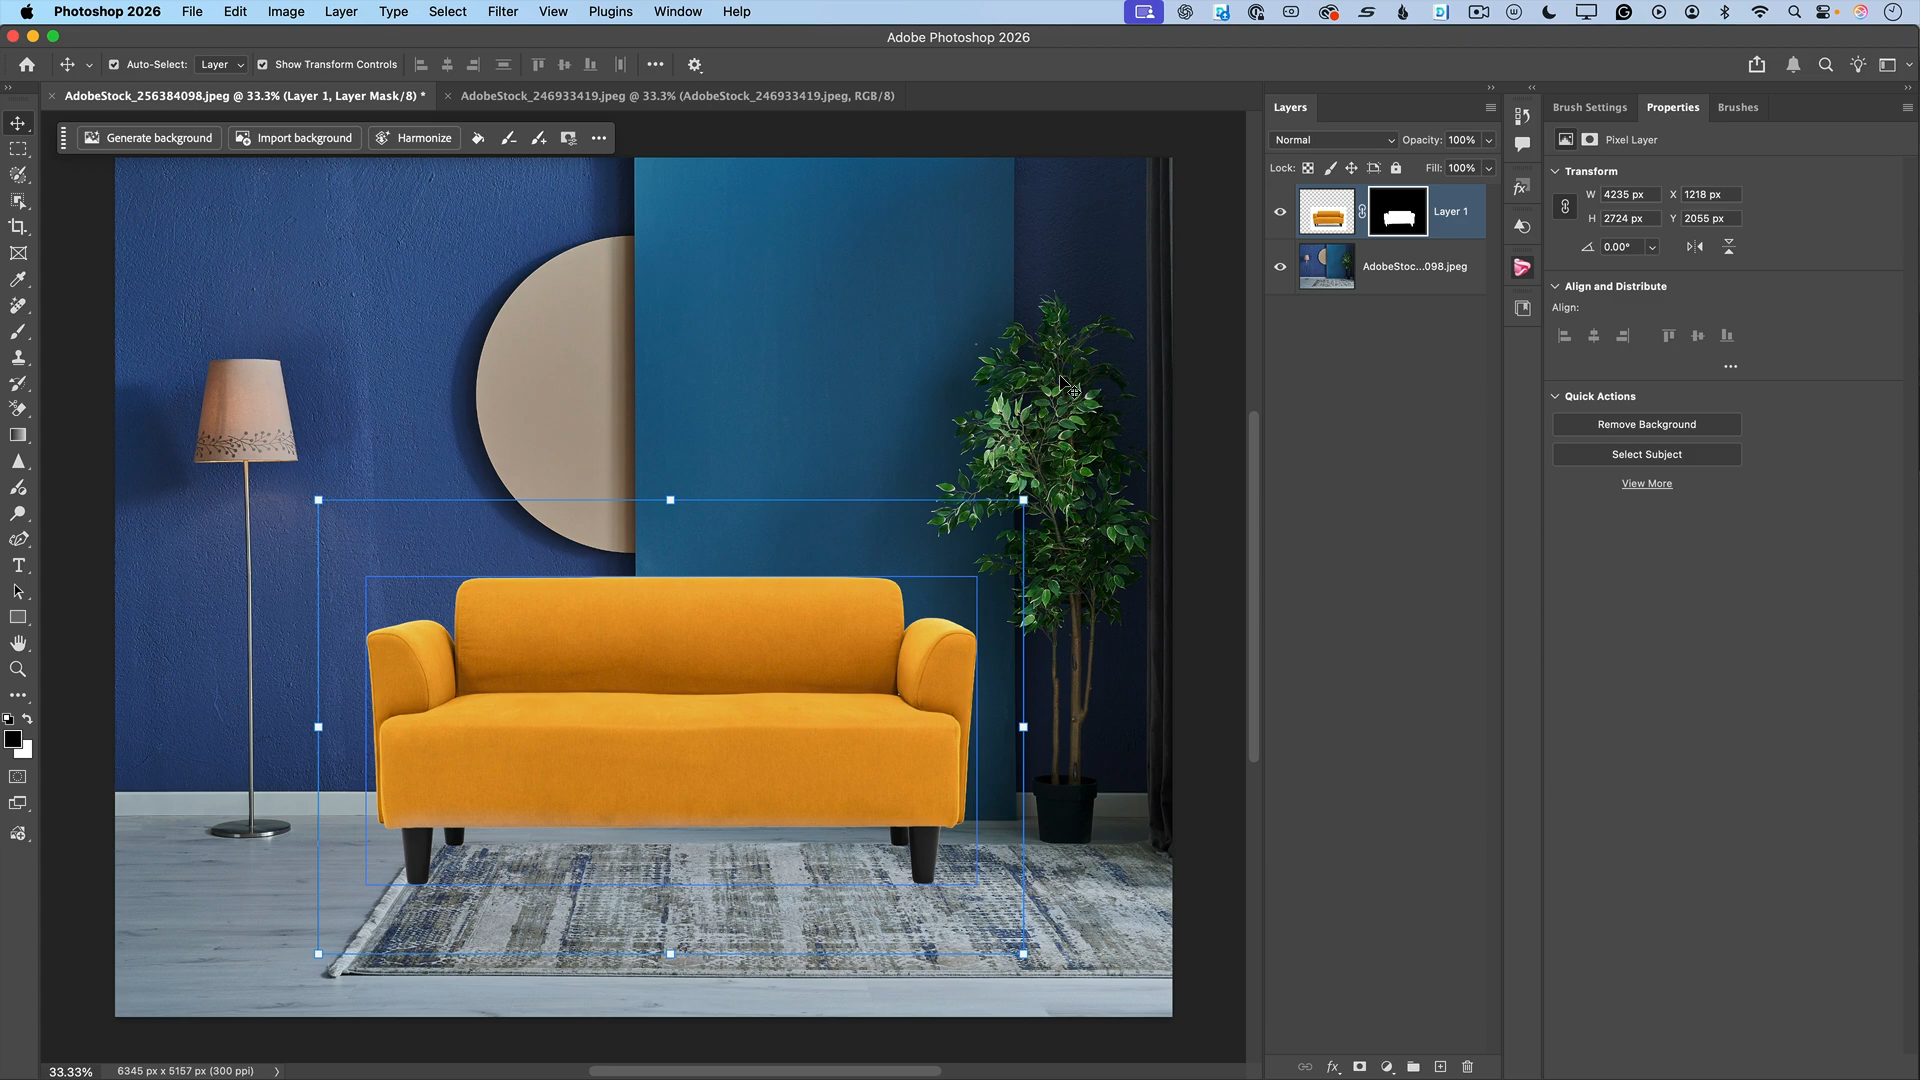 Photoshop 2026 File Edit Image Layer Type Select Filter View Plugins Window Help
Adobe Photoshop 2026
Auto-Select: Layer Show Transform Controls
AdobeStock_256384098.jpeg @ 33.3% (Layer 1, Layer Mask/8) *
AdobeStock_246933419.jpeg @ 33.3% (AdobeStock_246933419.jpeg, RGB/8)
Generate background Import background Harmonize
Layers
Normal Opacity: 100%
Lock: Fill: 100%
Layer 1
AdobeStoc...098.jpeg
fx
Brush Settings Properties Brushes
Pixel Layer
Transform
W 4235 px X 1218 px
H 2724 px Y 2055 px
0.00°
Align and Distribute
Align:
Quick Actions
Remove Background
Select Subject
View More
fx
33.33% 6345 px x 5157 px (300 ppi)